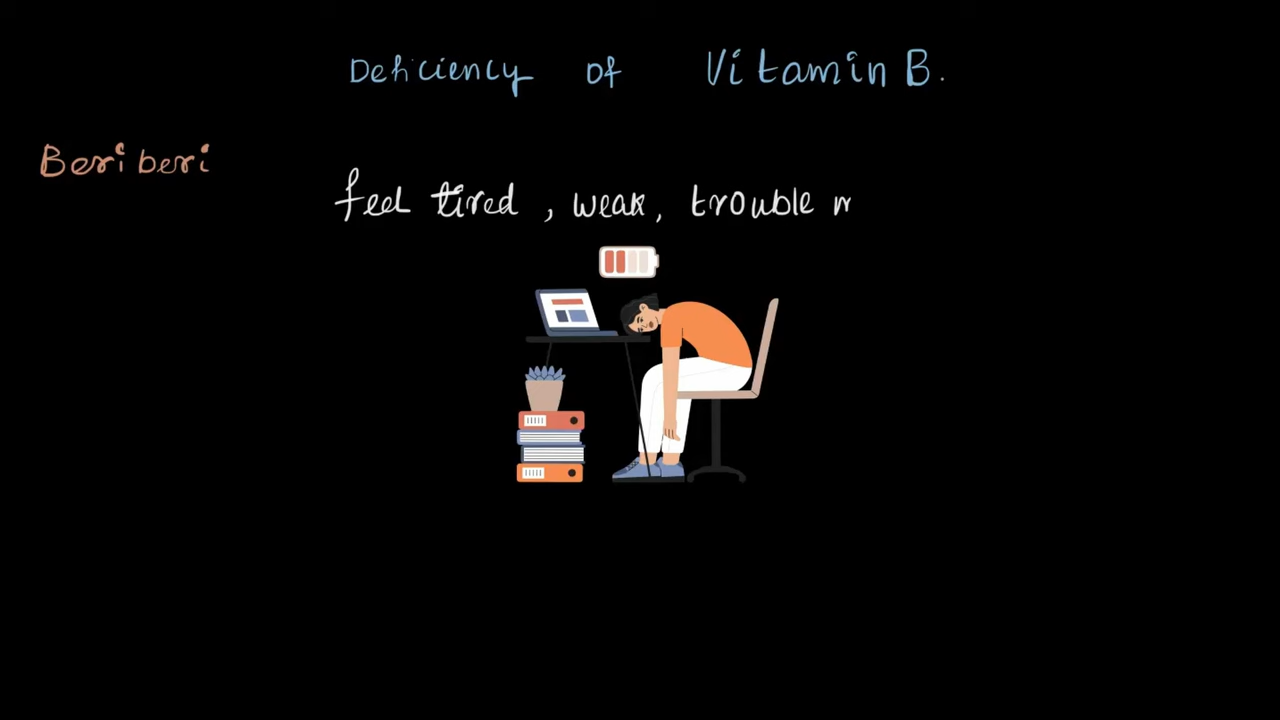 Deficiency of Vitamin B.
Beriberi
feel tired, weak, trouble m